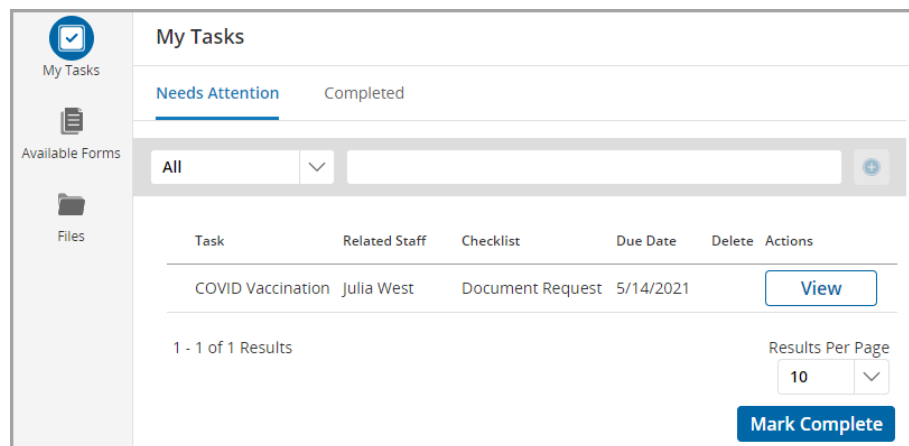 My Tasks
My Tasks
Needs Attention Completed
Available Forms
All
Files
Task Related Staff Checklist Due Date Delete Actions
COVID Vaccination Julia West Document Request 5/14/2021 View
1 - 1 of 1 Results
Results Per Page
10
Mark Complete